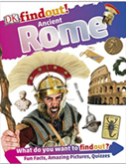 DK findout!
Ancient
Rome
What do you want to findout?
Fun Facts, Amazing Pictures, Quizzes